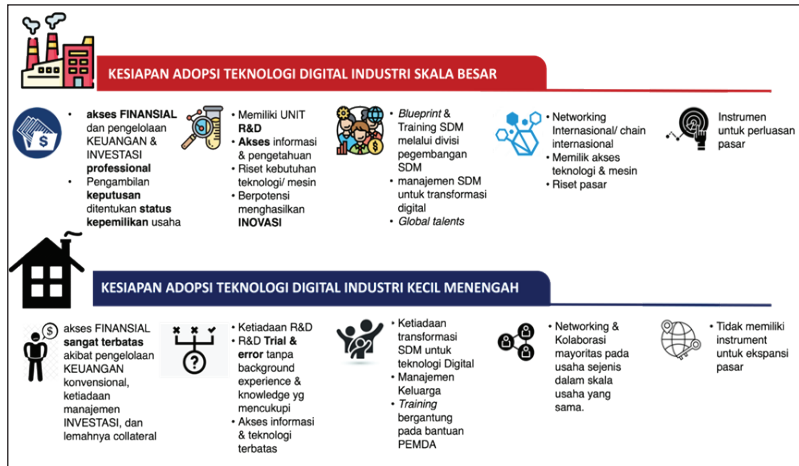 KESIAPAN ADOPSI TEKNOLOGI DIGITAL INDUSTRI SKALA BESAR
• akses FINANSIAL
dan pengelolaan
KEUANGAN &
INVESTASI
professional
• Pengambilan
keputusan
ditentukan status
kepemilikan usaha
• Memiliki UNIT
R&D
• Akses informasi
& pengetahuan
• Riset kebutuhan
teknologi/ mesin
• Berpotensi
menghasilkan
INOVASI
• Blueprint &
Training SDM
melalui divisi
pegembangan
SDM
• manajemen SDM
untuk transformasi
digital
• Global talents
• Networking
Internasional/ chain
internasional
• Memilik akses
teknologi & mesin
• Riset pasar
Instrumen
untuk perluasan
pasar
KESIAPAN ADOPSI TEKNOLOGI DIGITAL INDUSTRI KECIL MENENGAH
akses FINANSIAL
sangat terbatas
akibat pengelolaan
KEUANGAN
konvensional,
ketiadaan
manajemen
INVESTASI, dan
lemahnya collateral
• Ketiadaan R&D
• R&D Trial &
error tanpa
background
experience &
knowledge yg
mencukupi
• Akses informasi
& teknologi
terbatas
• Ketiadaan
transformasi
SDM untuk
teknologi Digital
• Manajemen
Keluarga
• Training
bergantung
pada bantuan
PEMDA
• Networking &
Kolaborasi
mayoritas pada
usaha sejenis
dalam skala
usaha yang
sama.
• Tidak memiliki
instrument
untuk ekspansi
pasar